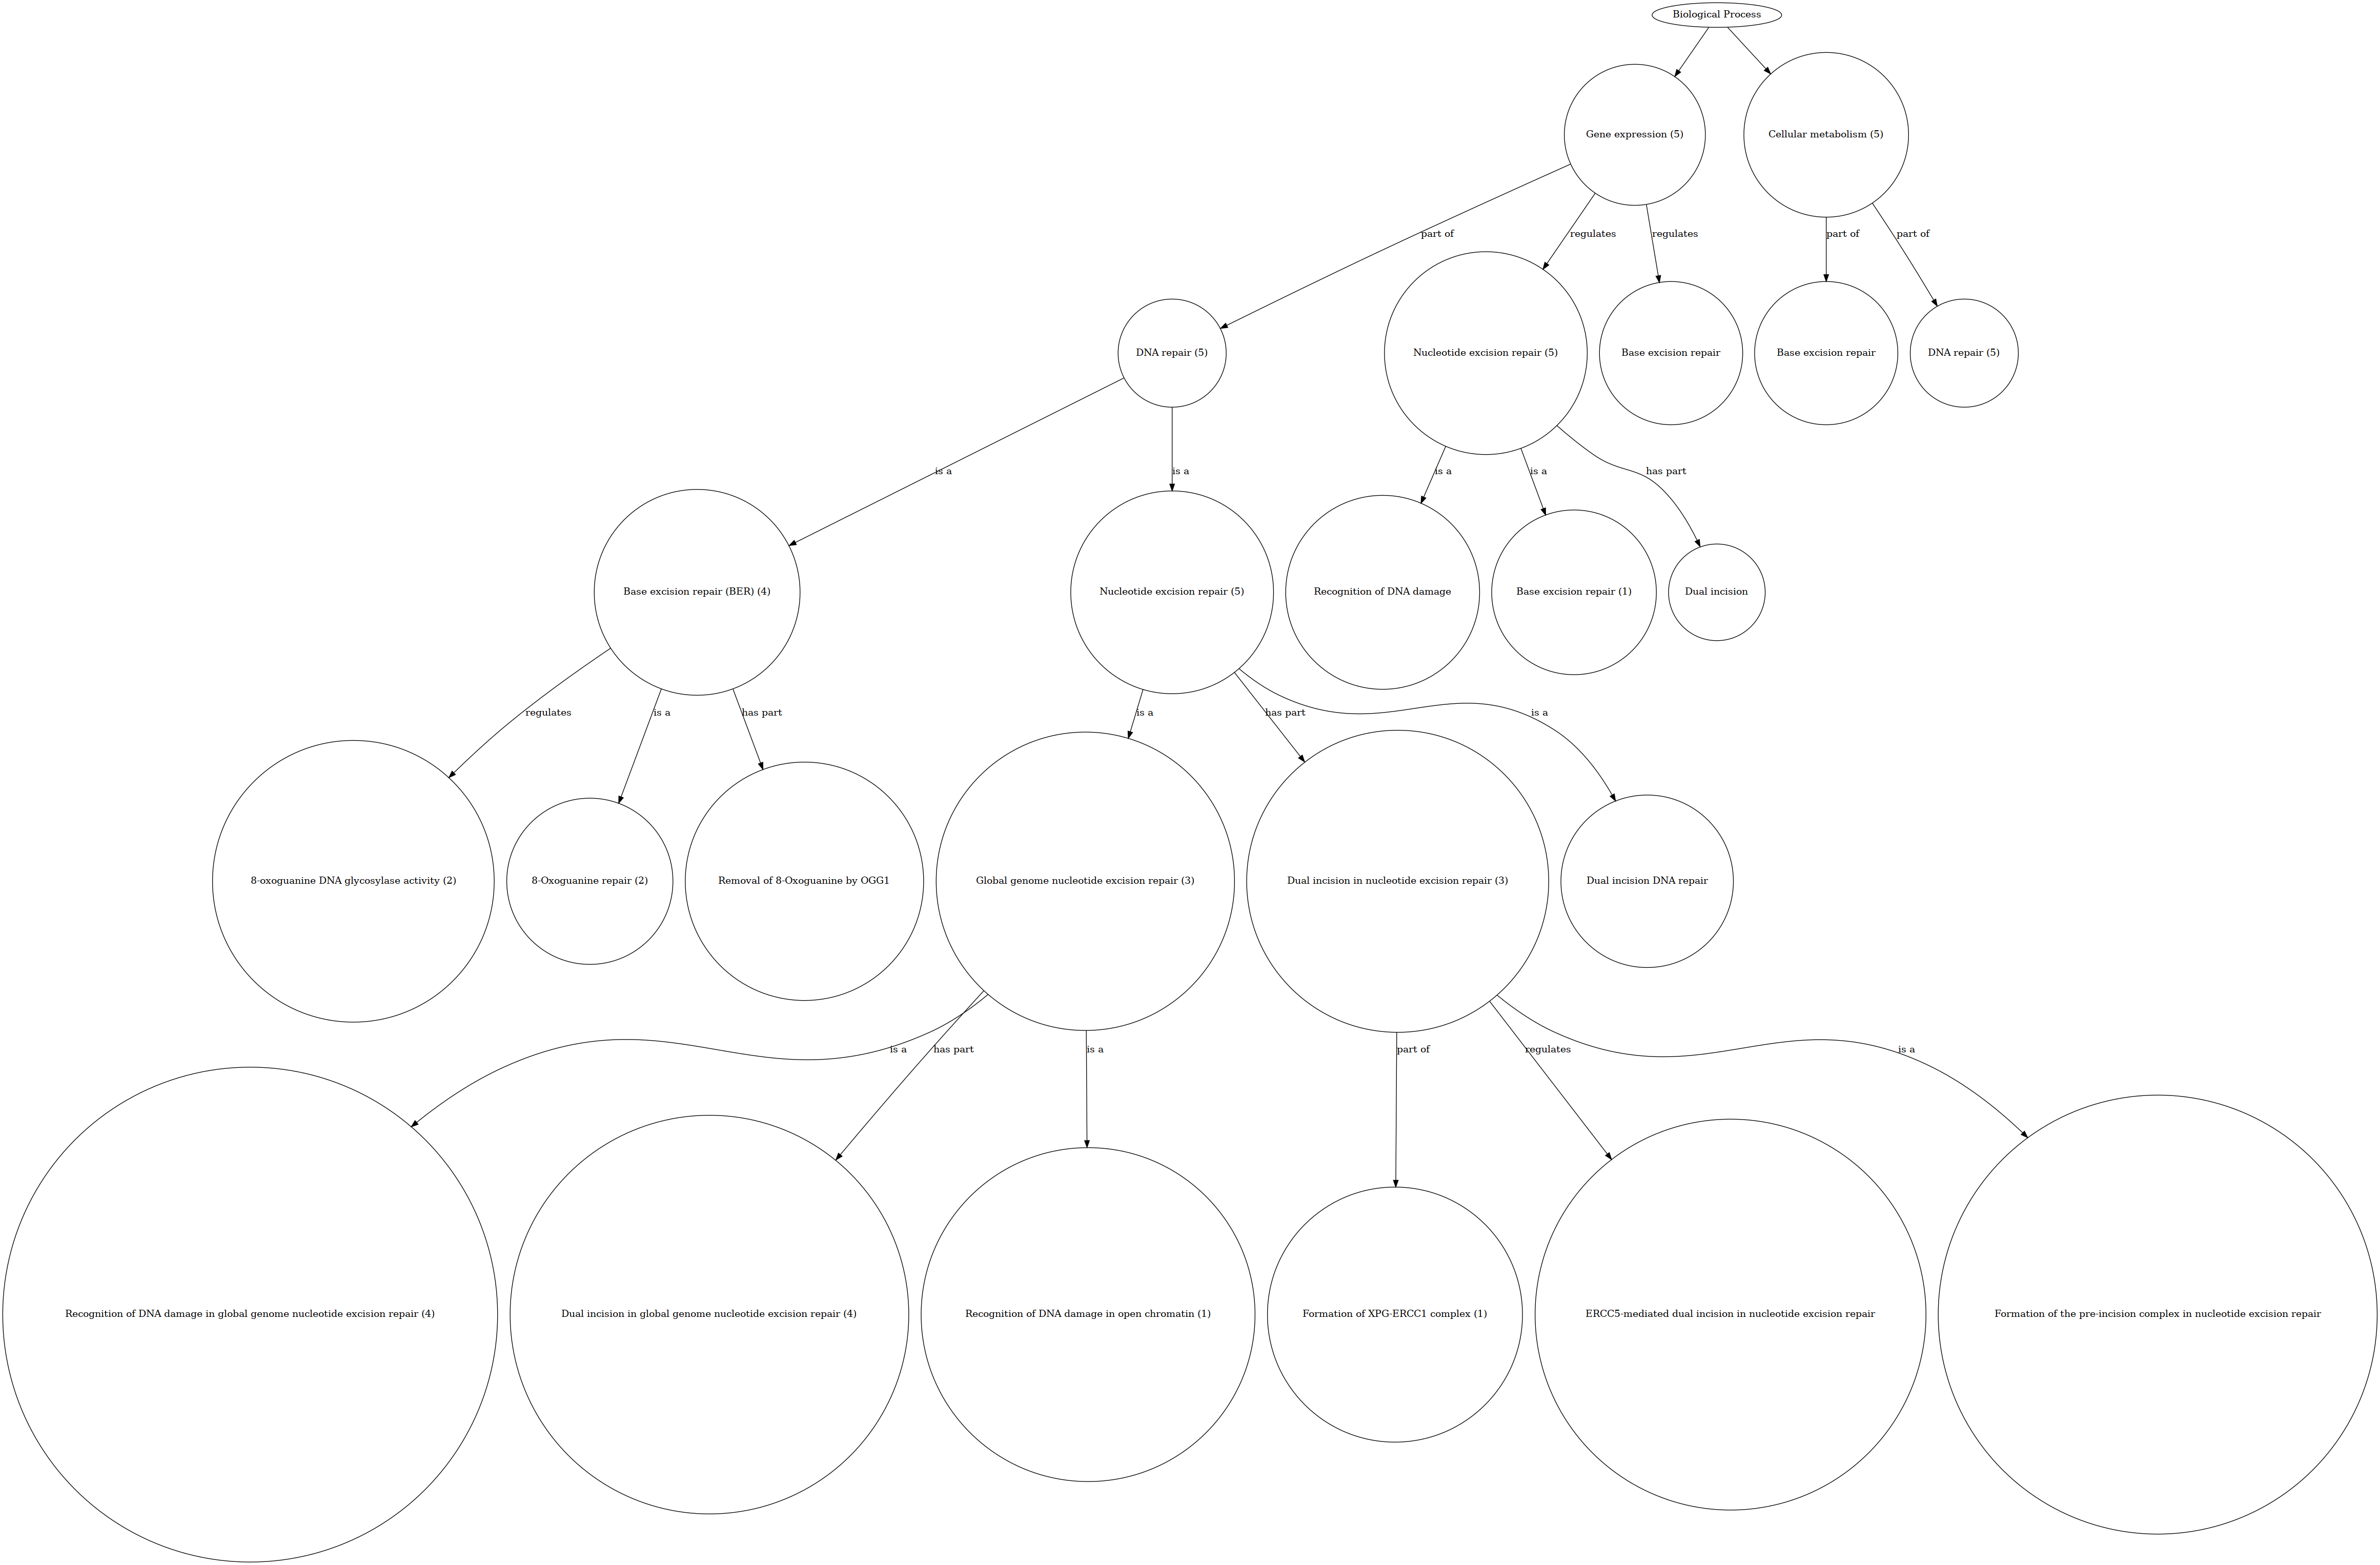 Biological Process
Gene expression (5)
Cellular metabolism (5)
part of
regulates
regulates
part of
part of
DNA repair (5)
Nucleotide excision repair (5)
Base excision repair
Base excision repair
DNA repair (5)
is a
is a
is a
is a
has part
Base excision repair (BER) (4)
Nucleotide excision repair (5)
Recognition of DNA damage
Base excision repair (1)
Dual incision
regulates
is a
has part
is a
has part
is a
8-oxoguanine DNA glycosylase activity (2)
8-Oxoguanine repair (2)
Removal of 8-Oxoguanine by OGG1
Global genome nucleotide excision repair (3)
Dual incision in nucleotide excision repair (3)
Dual incision DNA repair
is a
has part
is a
part of
regulates
is a
Recognition of DNA damage in global genome nucleotide excision repair (4)
Dual incision in global genome nucleotide excision repair (4)
Recognition of DNA damage in open chromatin (1)
Formation of XPG-ERCC1 complex (1)
ERCC5-mediated dual incision in nucleotide excision repair
Formation of the pre-incision complex in nucleotide excision repair